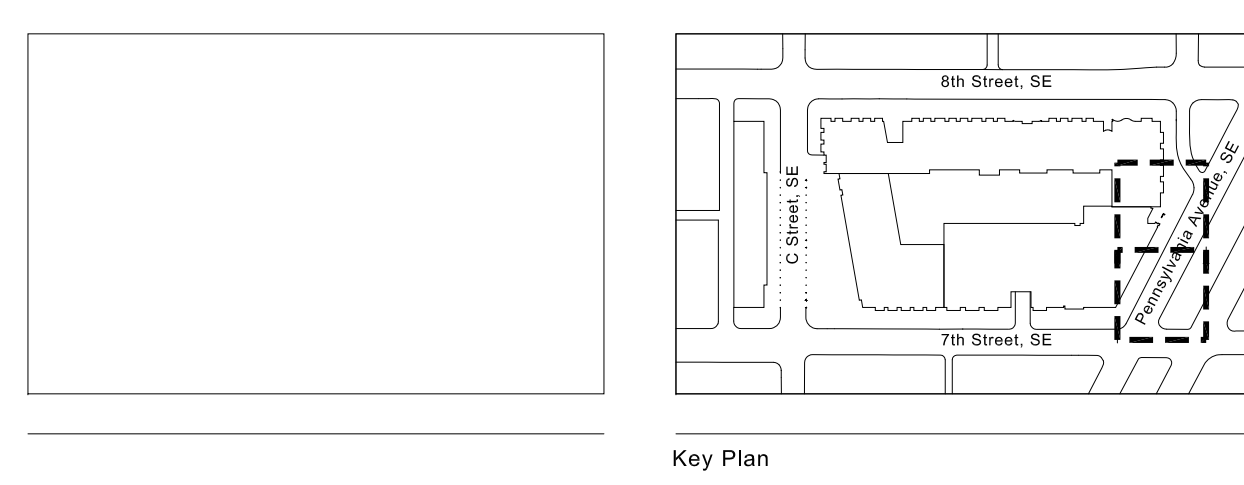 8th Street, SE
C Street, SE
Pennsylvania Avenue, SE
7th Street, SE
Key Plan